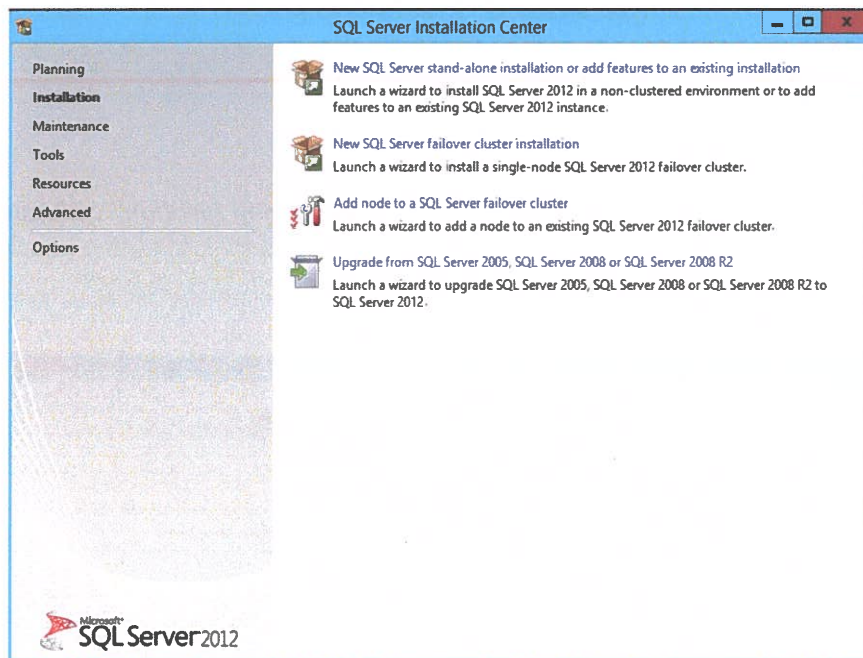 SQL Server Installation Center
Planning
Installation
Maintenance
Tools
Resources
Advanced
Options
New SQL Server stand-alone installation or add features to an existing installation
Launch a wizard to install SQL Server 2012 in a non-clustered environment or to add
features to an existing SQL Server 2012 instance.
New SQL Server failover cluster installation
Launch a wizard to install a single-node SQL Server 2012 failover cluster.
Add node to a SQL Server failover cluster
Launch a wizard to add a node to an existing SQL Server 2012 failover cluster.
Upgrade from SQL Server 2005, SQL Server 2008 or SQL Server 2008 R2
Launch a wizard to upgrade SQL Server 2005, SQL Server 2008 or SQL Server 2008 R2 to
SQL Server 2012.
Microsoft
SQL Server 2012